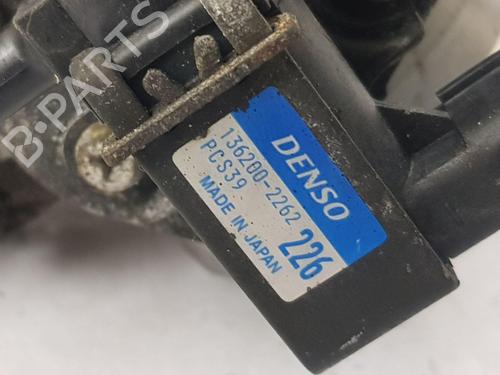 B-PARTS
DENSO
136200-2262
PCS39 226
MADE IN JAPAN